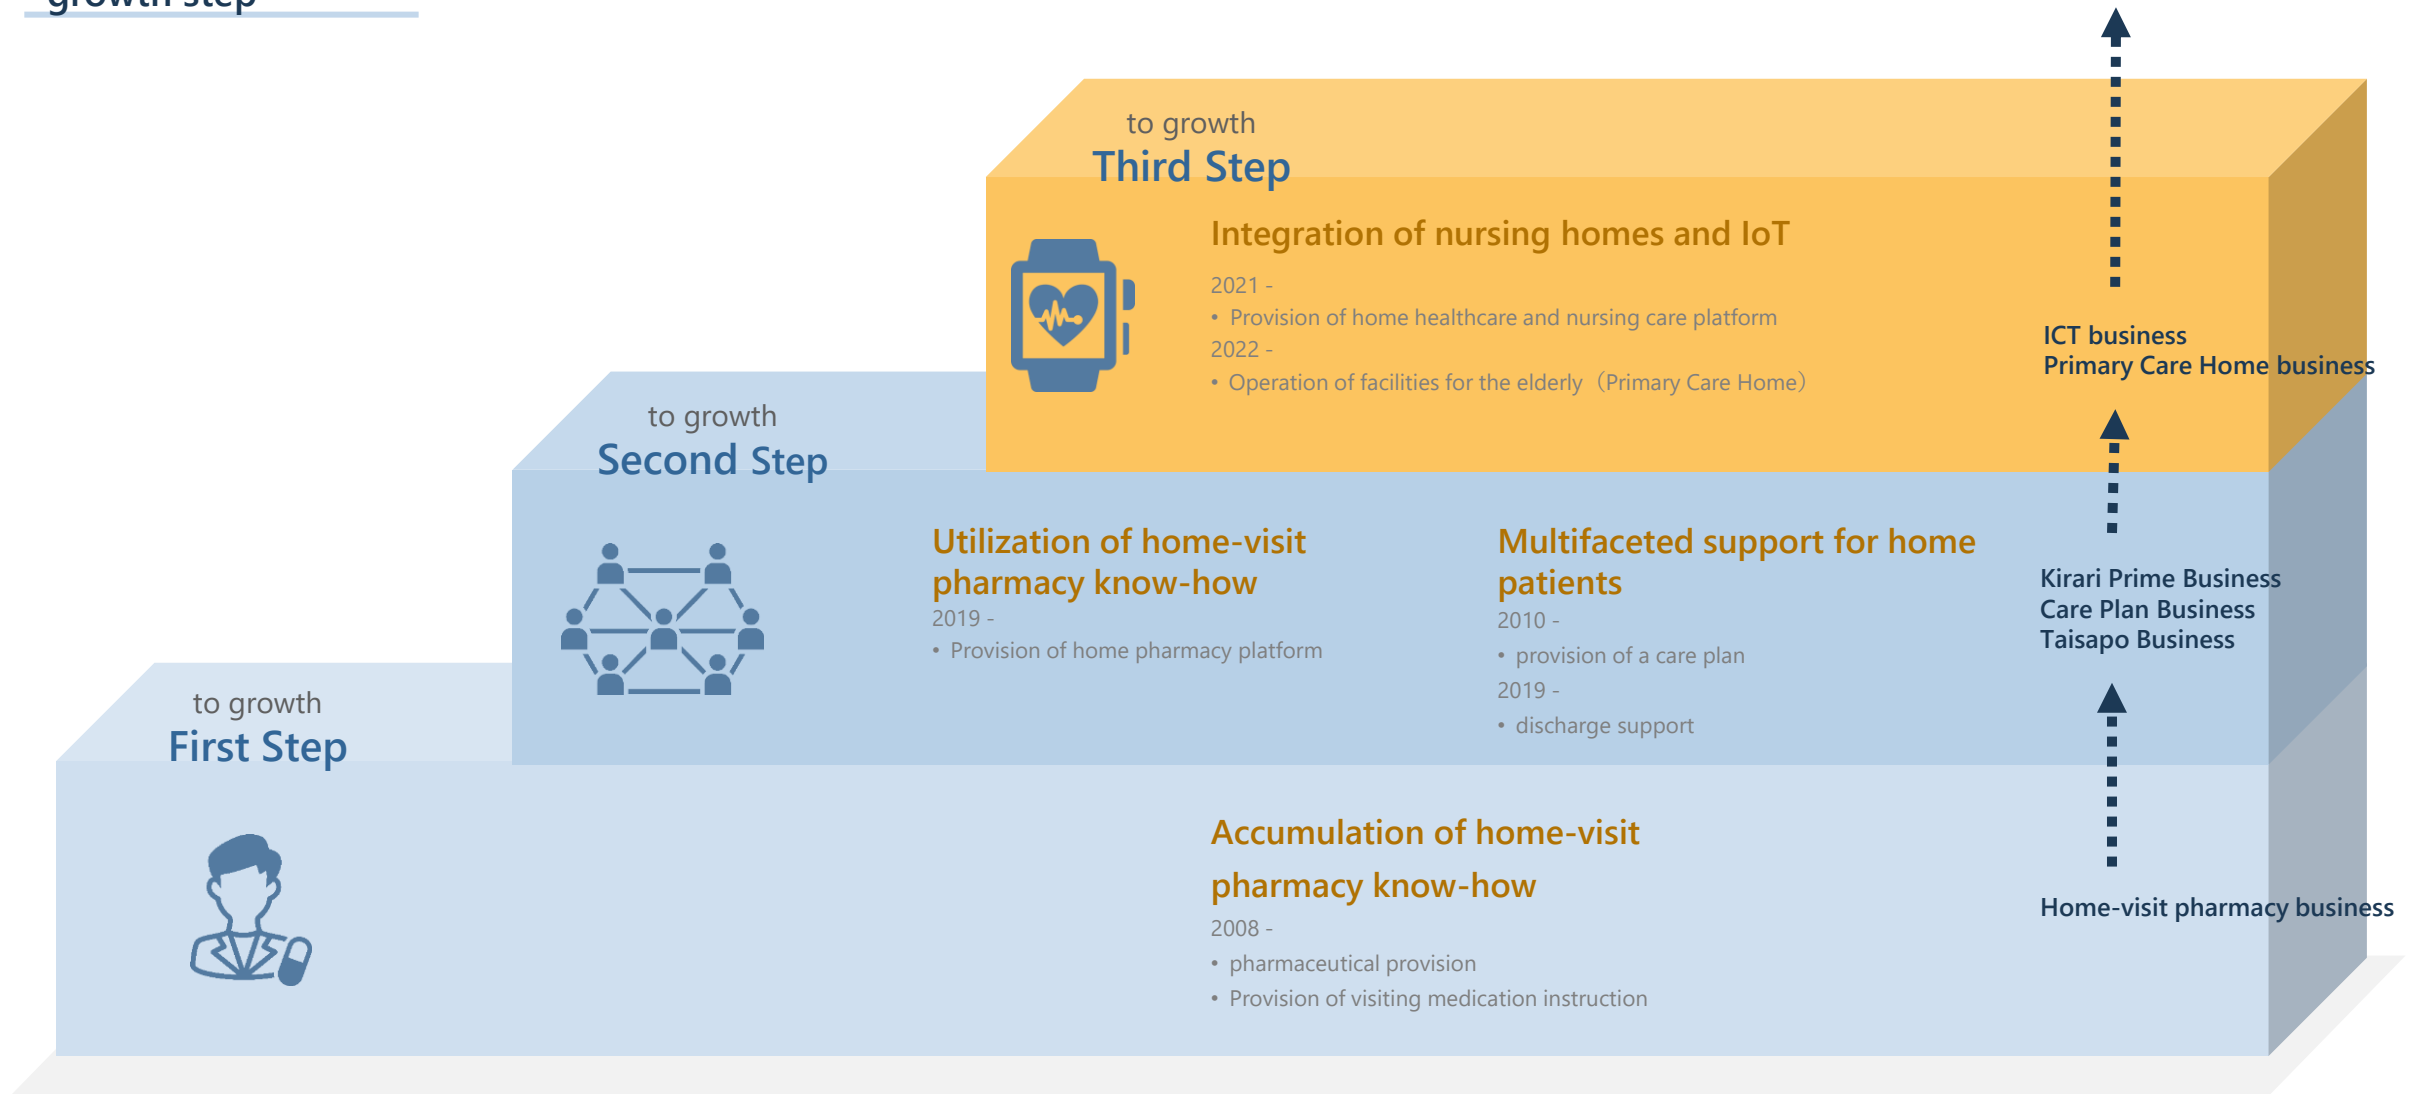 growth step
to growth
Third Step
Integration of nursing homes and IoT
2021 -
• Provision of home healthcare and nursing care platform
2022 -
• Operation of facilities for the elderly（Primary Care Home）
ICT business
Primary Care Home business
to growth
Second Step
Utilization of home-visit
pharmacy know-how
2019 -
• Provision of home pharmacy platform
Multifaceted support for home
patients
2010 -
• provision of a care plan
2019 -
• discharge support
Kirari Prime Business
Care Plan Business
Taisapo Business
to growth
First Step
Accumulation of home-visit
pharmacy know-how
2008 -
• pharmaceutical provision
• Provision of visiting medication instruction
Home-visit pharmacy business